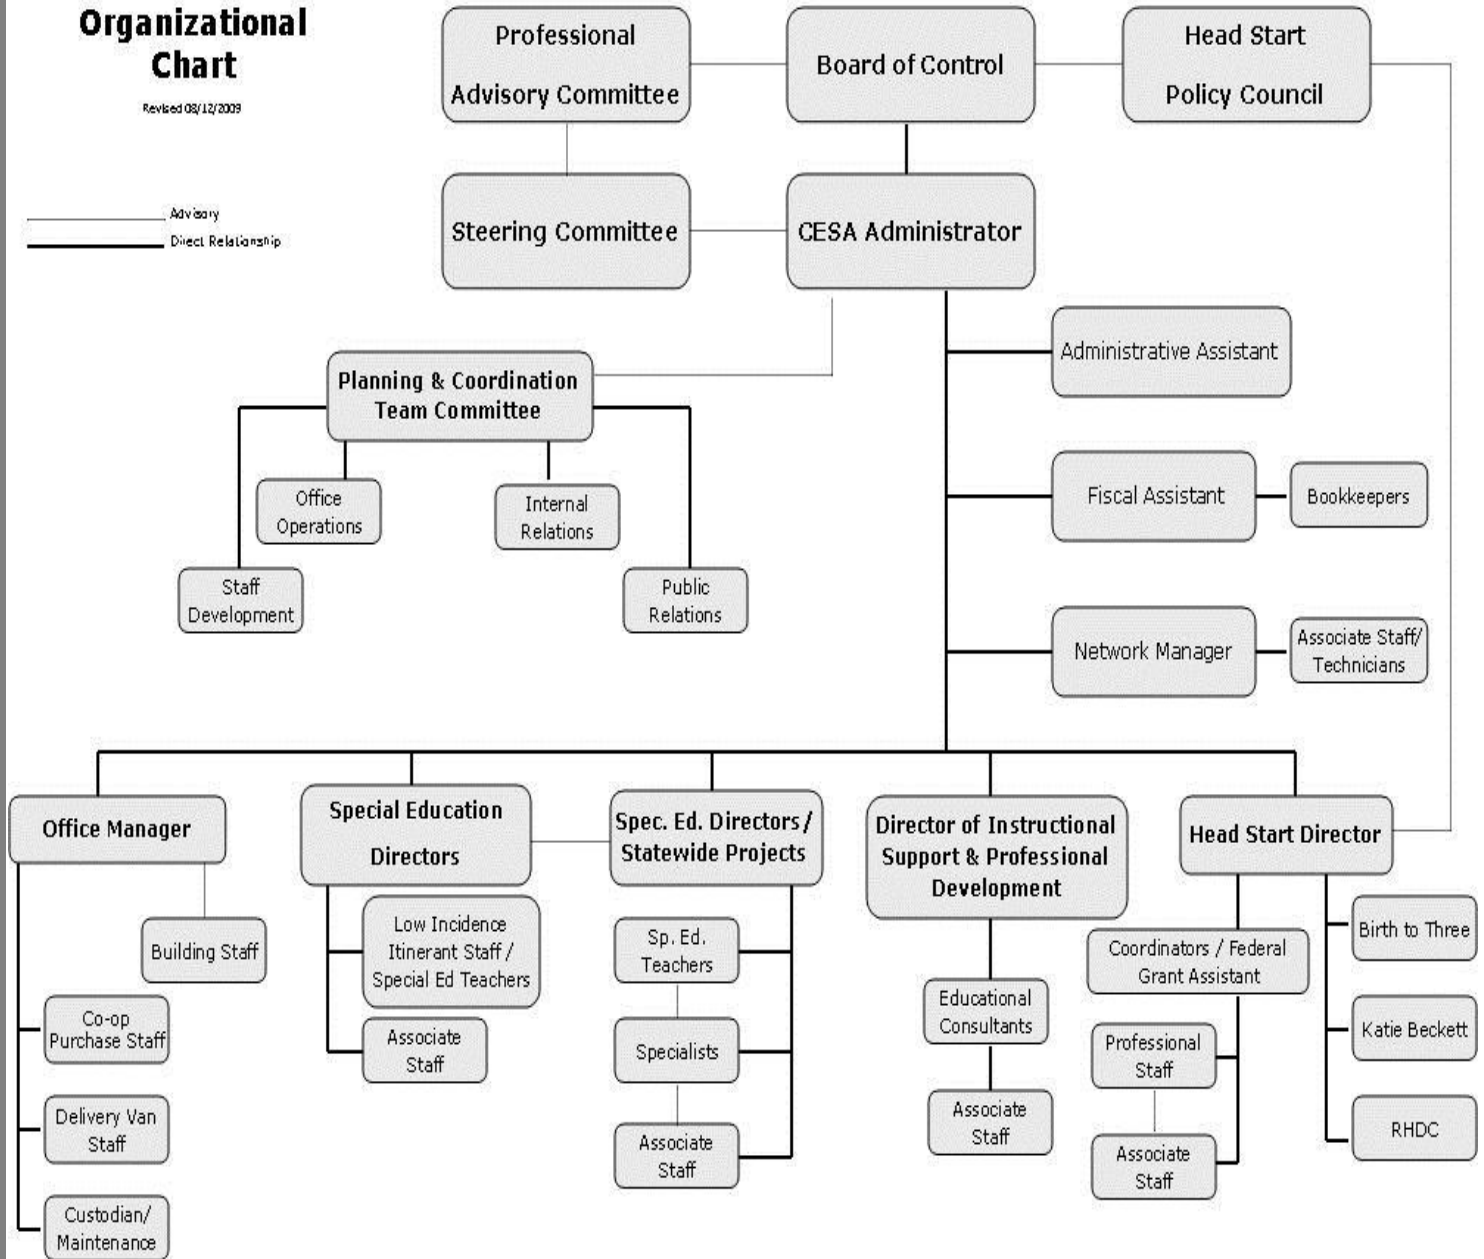 Organizational
Chart
Revised 08/12/2009
Advisory
Direct Relationship
Professional
Advisory Committee
Board of Control
Head Start
Policy Council
Steering Committee
CESA Administrator
Administrative Assistant
Planning & Coordination
Team Committee
Office
Operations
Internal
Relations
Staff
Development
Public
Relations
Fiscal Assistant
Bookkeepers
Network Manager
Associate Staff/
Technicians
Office Manager
Building Staff
Co-op
Purchase Staff
Delivery Van
Staff
Custodian/
Maintenance
Special Education
Directors
Low Incidence
Itinerant Staff /
Special Ed Teachers
Associate
Staff
Spec. Ed. Directors/
Statewide Projects
Sp. Ed.
Teachers
Specialists
Associate
Staff
Director of Instructional
Support & Professional
Development
Educational
Consultants
Associate
Staff
Head Start Director
Coordinators / Federal
Grant Assistant
Professional
Staff
Associate
Staff
Birth to Three
Katie Beckett
RHDC